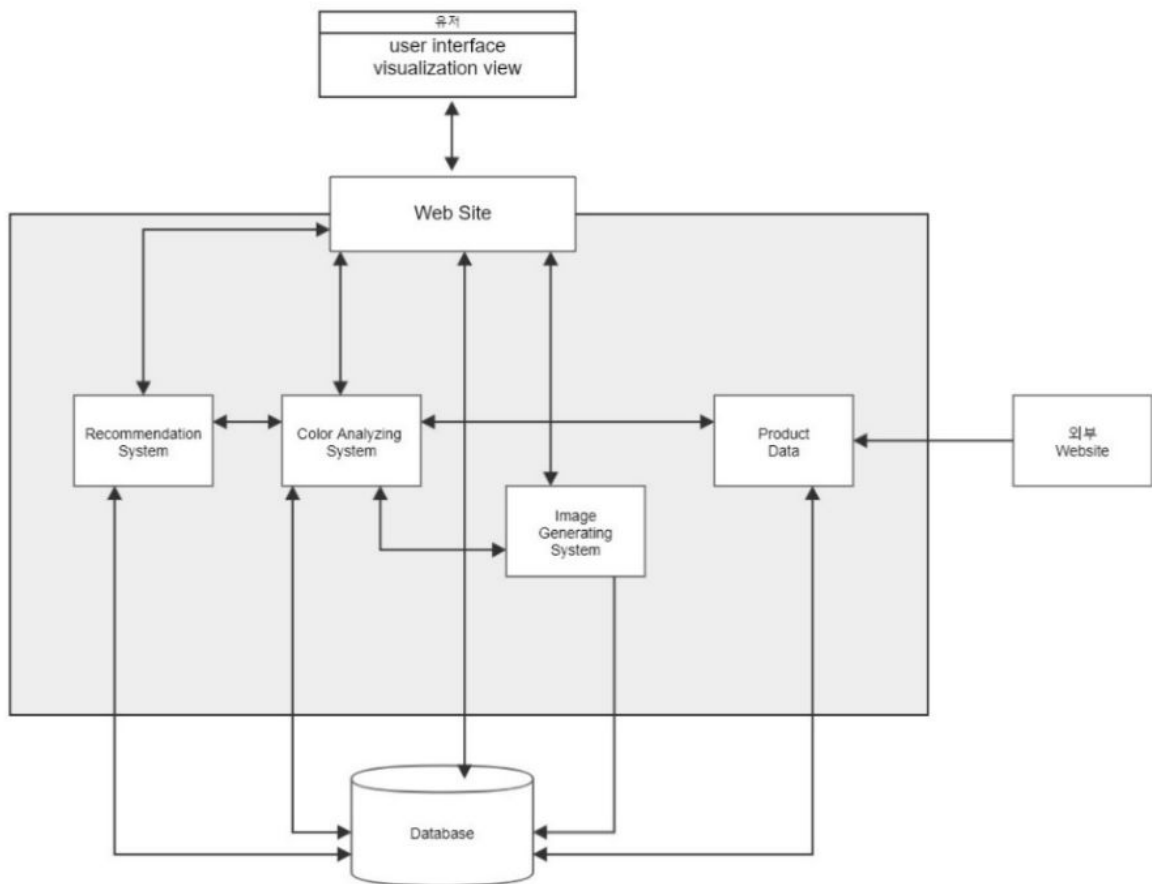 유저
user interface
visualization view
Web Site
Recommendation
System
Color Analyzing
System
Product
Data
외부
Website
Image
Generating
System
Database